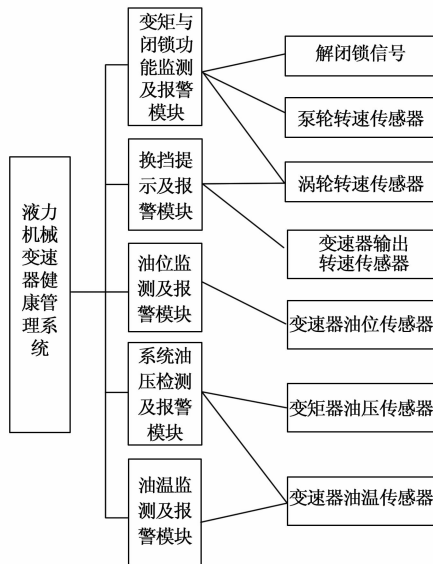 液力
机械
变速
器健
康管
理系
统
变矩与
闭锁功
能监测
及报警
模块
换挡提
示及报
警模块
油位监
测及报
警模块
系统油
压检测
及报警
模块
油温监
测及报
警模块
解闭锁信号
泵轮转速传感器
涡轮转速传感器
变速器输出
转速传感器
变速器油位传感器
变矩器油压传感器
变速器油温传感器